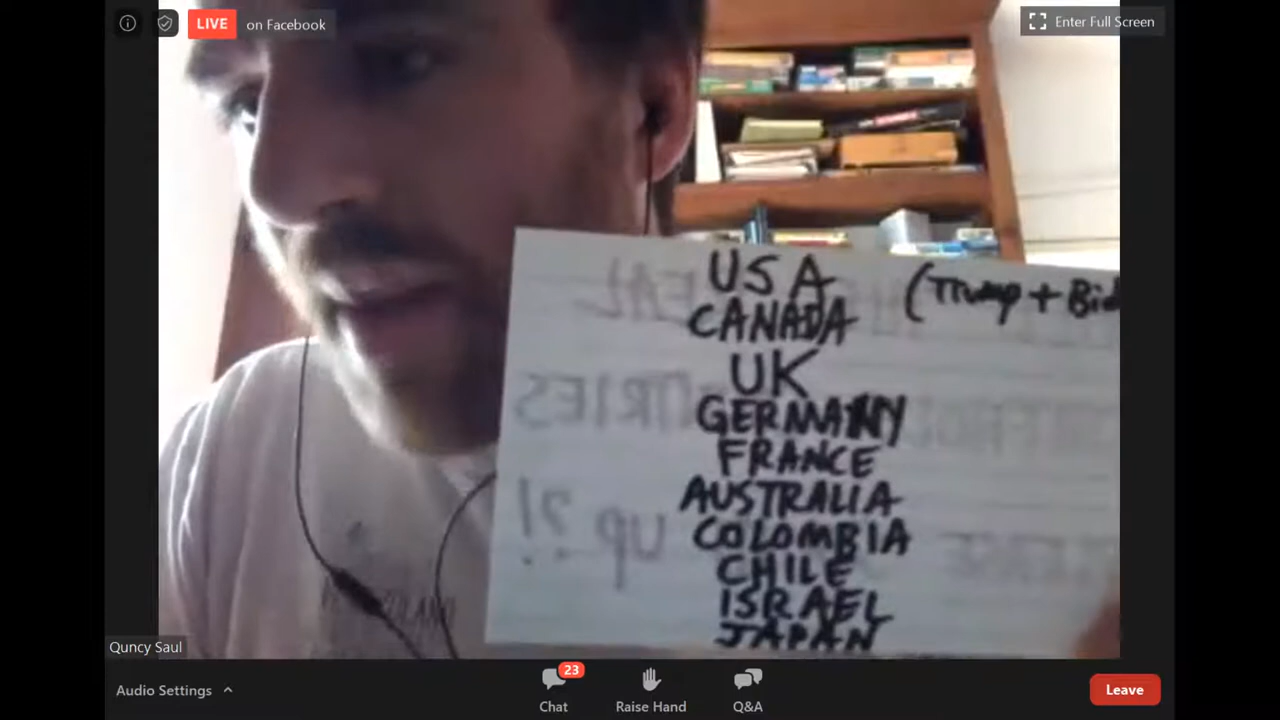 LIVE on Facebook
Enter Full Screen
USA (Trump + Bid
CANADA
UK
GERMANY
FRANCE
AUSTRALIA
COLOMBIA
CHILE
ISRAEL
JAPAN
up?!
Quncy Saul
Audio Settings
Chat 23
Raise Hand
Q&A
Leave